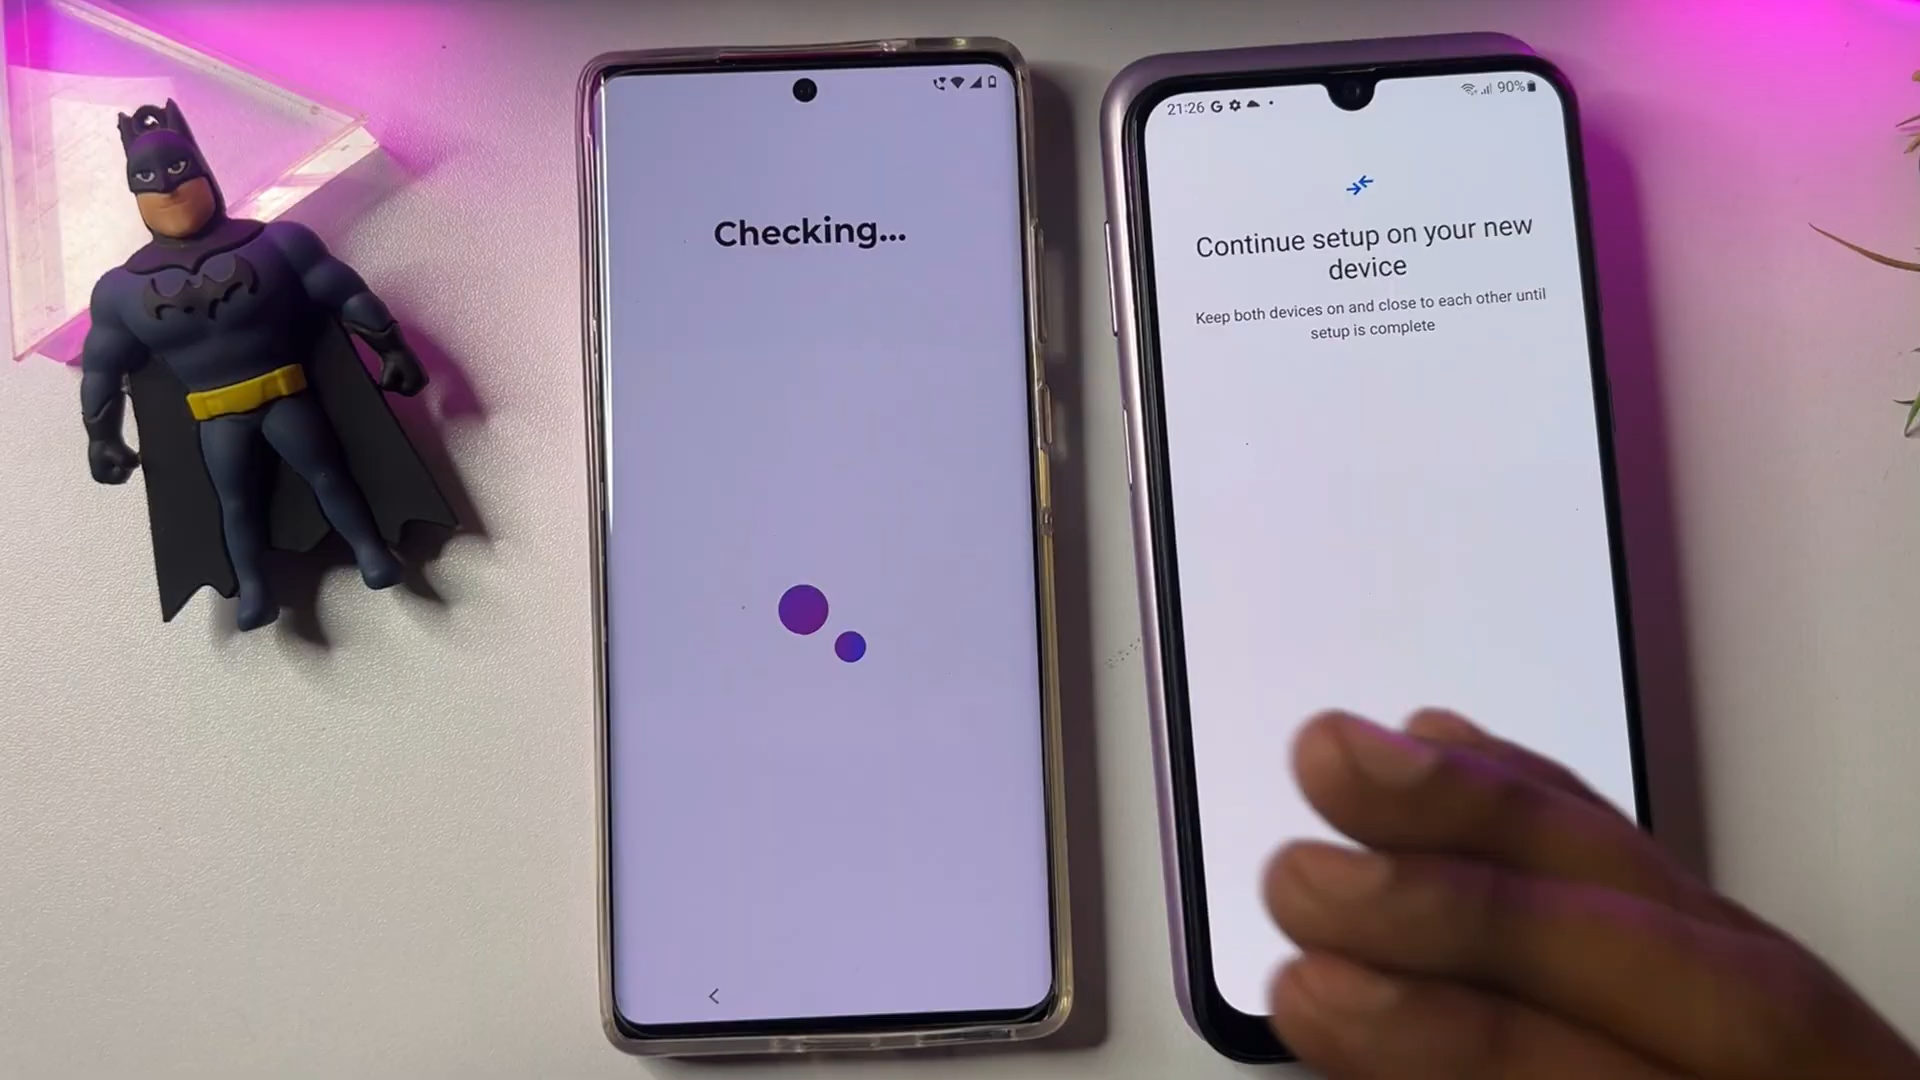 Checking...
21:26 G
90%
Continue setup on your new
device
Keep both devices on and close to each other until
setup is complete